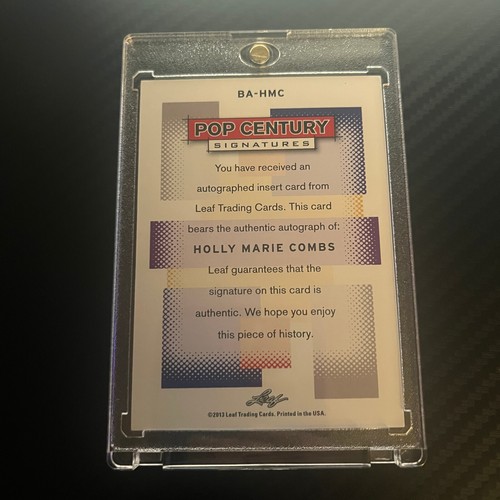 BA-HMC
POP CENTURY
SIGNATURES
You have received an
autographed insert card from
Leaf Trading Cards. This card
bears the authentic autograph of:
HOLLY MARIE COMBS
Leaf guarantees that the
signature on this card is
authentic. We hope you enjoy
this piece of history.
Leaf
©2013 Leaf Trading Cards. Printed in the USA.